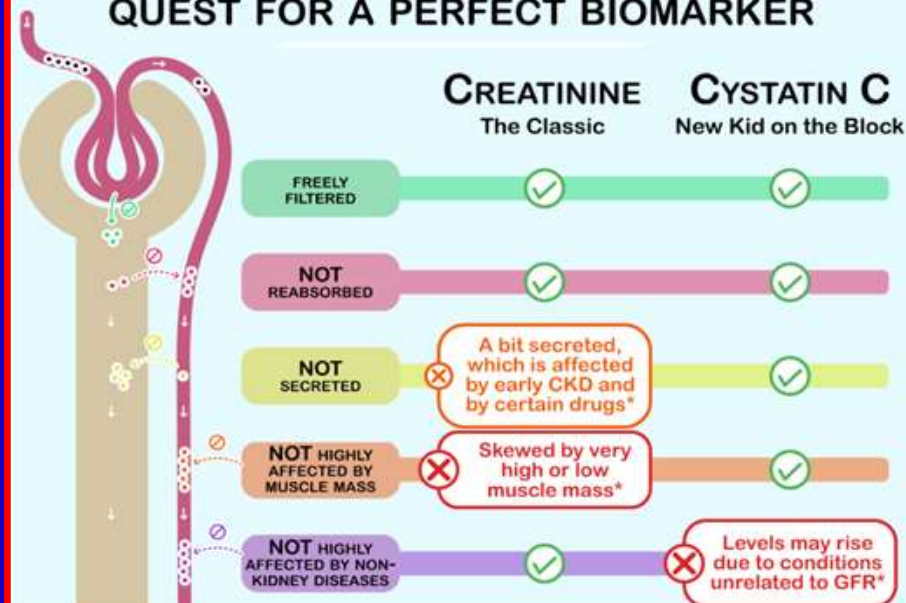 QUEST FOR A PERFECT BIOMARKER
CREATININE
The Classic
CYSTATIN C
New Kid on the Block
FREELY
FILTERED
NOT
REABSORBED
NOT
SECRETED
A bit secreted,
which is affected
by early CKD and
by certain drugs*
NOT HIGHLY
AFFECTED BY
MUSCLE MASS
Skewed by very
high or low
muscle mass*
NOT HIGHLY
AFFECTED BY NON-
KIDNEY DISEASES
Levels may rise
due to conditions
unrelated to GFR*